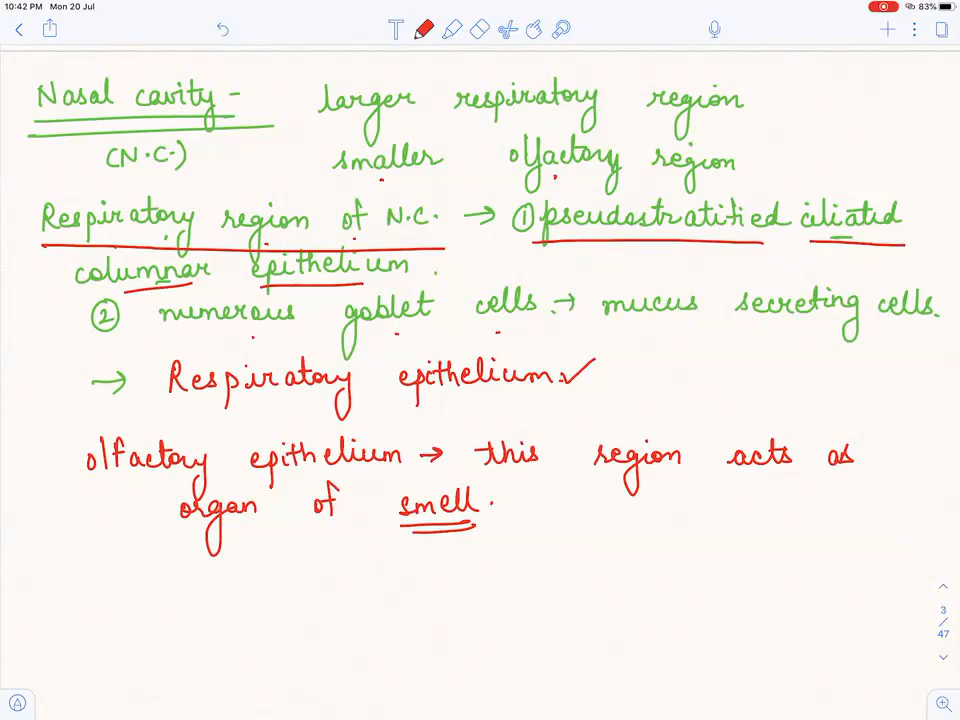 10:42 PM Mon 20 Jul
83%
T
Nasal cavity - larger respiratory region
(N.C.) smaller olfactory region
Respiratory region of N.C. → ① pseudostratified ciliated
columnar epithelium.
② numerous goblet cells. → mucus secreting cells.
→ Respiratory epithelium.✓
olfactory epithelium → this region acts as
organ of smell.
3
/
47
A